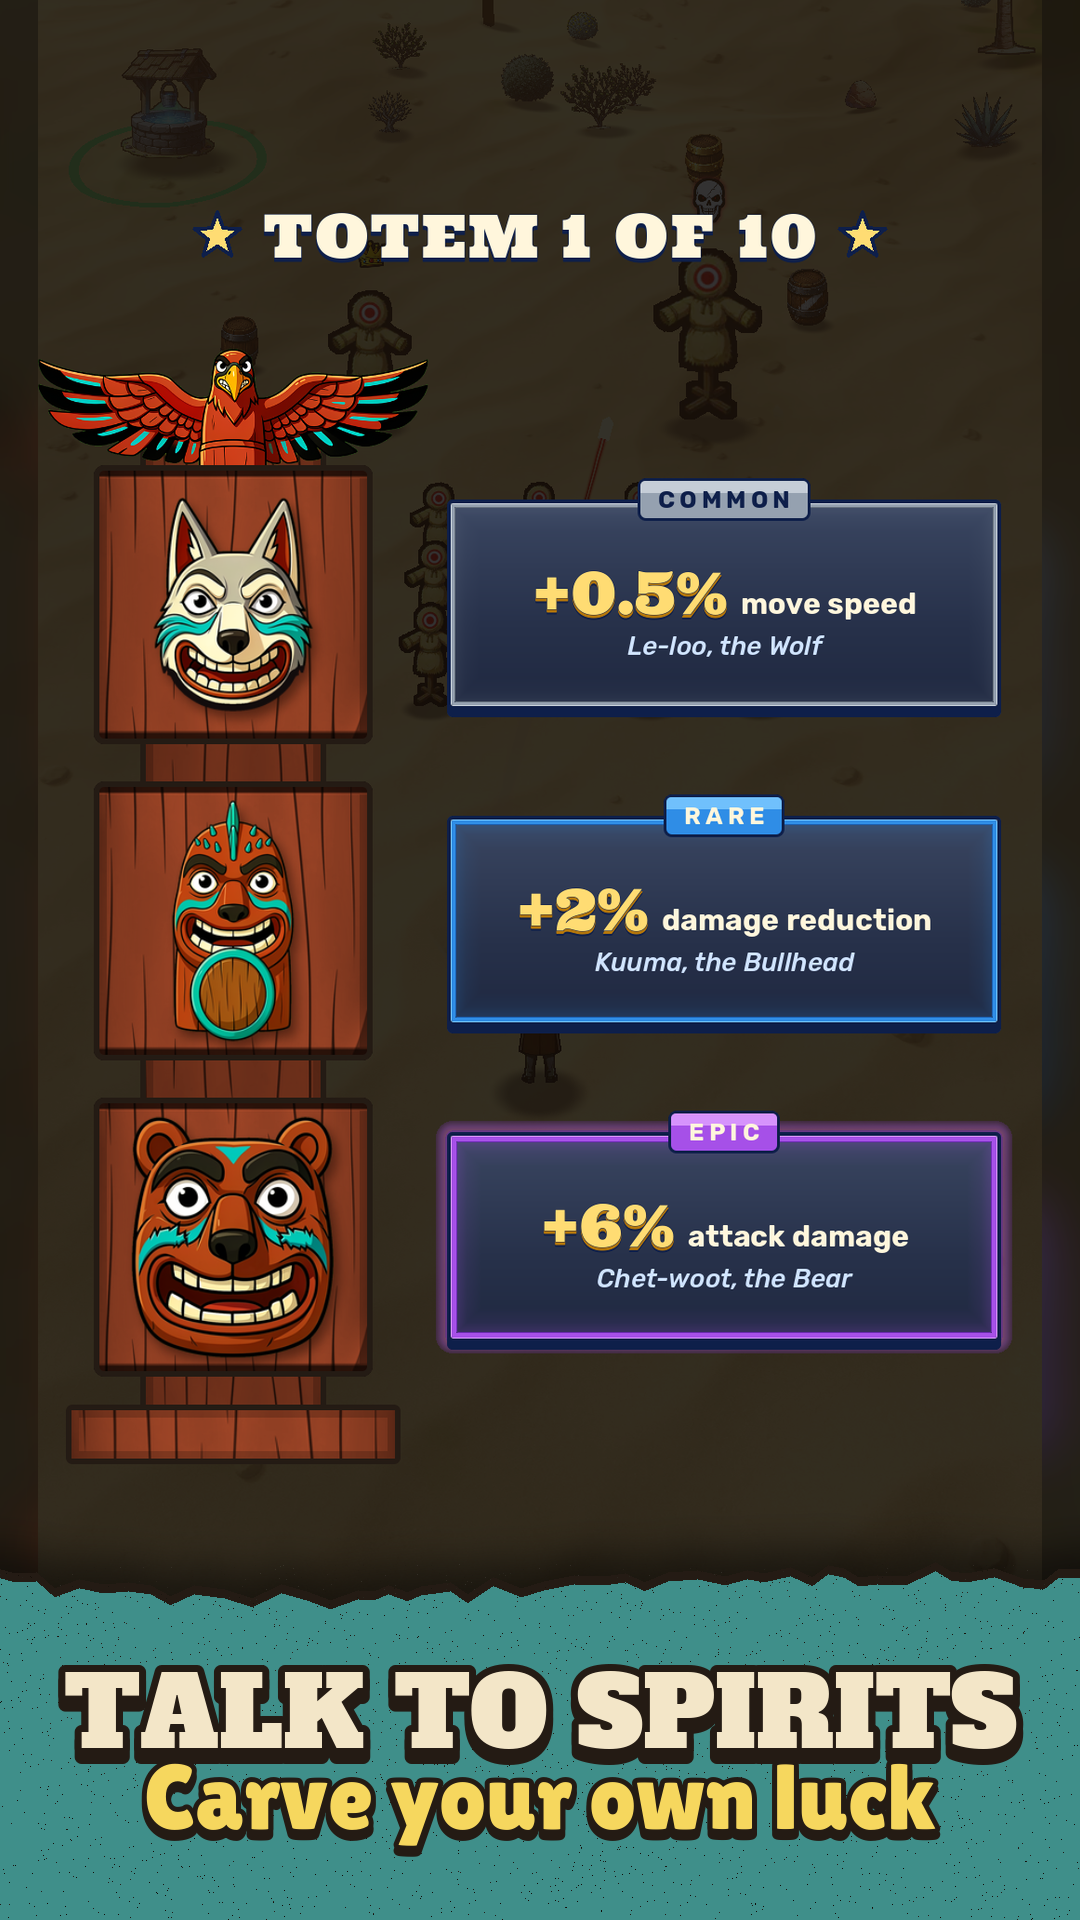 TOTEM 1 OF 10
COMMON
+0.5% move speed
Le-loo, the Wolf
RARE
+2% damage reduction
Kuuma, the Bullhead
EPIC
+6% attack damage
Chet-woot, the Bear
TALK TO SPIRITS
Carve your own luck